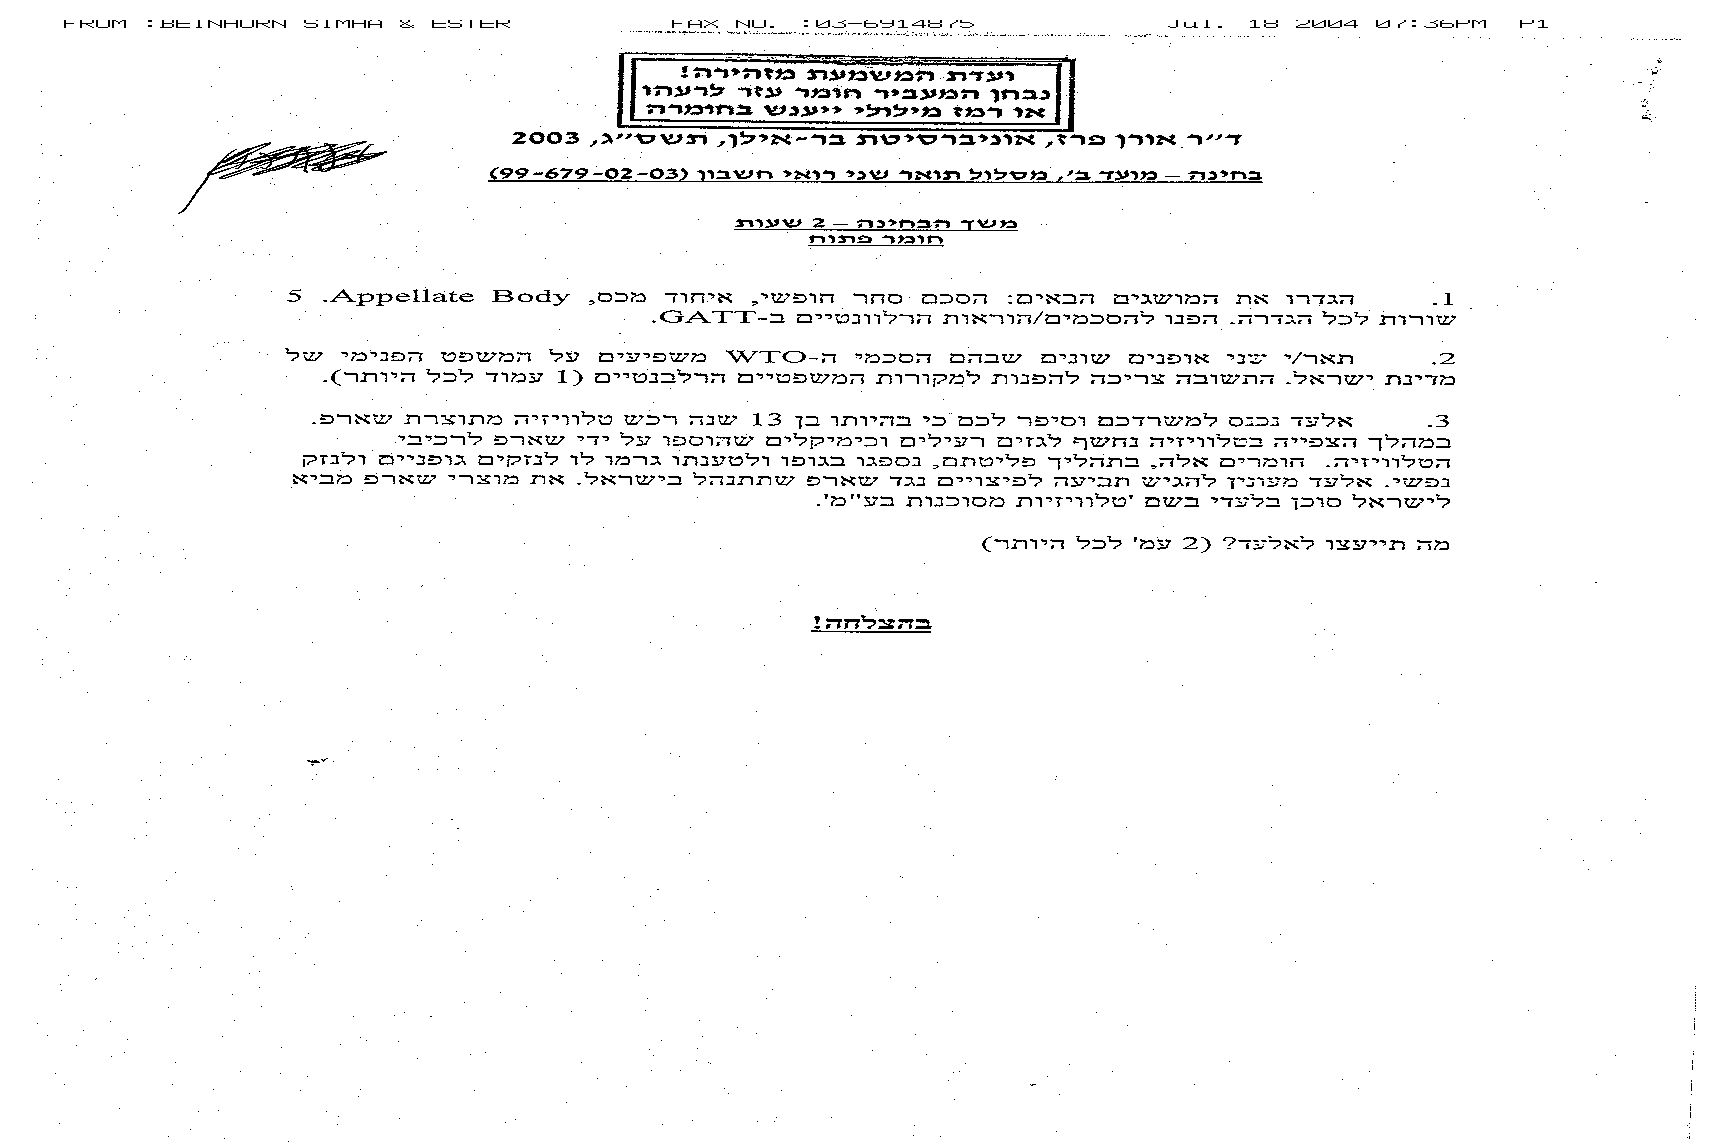 FROM :BEINHORN SIMHA & ESTER FAX NO. :03-6914875 Jul. 18 2004 07:36PM P1
ועדת המשמעת מזהירה!
נבחן המעביר חומר עזר לרעהו
או רמז מילולי ייענש בחומרה
ד״ר אורן פרז, אוניברסיטת בר-אילן, תשס״ג, 2003
בחינה – מועד ב׳, מסלול תואר שני רואי חשבון (99-679-02-03)
משך הבחינה – 2 שעות
חומר פתוח
1. הגדרו את המושגים הבאים: הסכם סחר חופשי, איחוד מכס, Appellate Body. 5
שורות לכל הגדרה. הפנו להסכמים/הוראות הרלוונטיים ב-GATT.
2. תאר/י שני אופנים שונים שבהם הסכמי ה-WTO משפיעים על המשפט הפנימי של
מדינת ישראל. התשובה צריכה להפנות למקורות המשפטיים הרלבנטיים (1 עמוד לכל היותר).
3. אלעד נכנס למשרדכם וסיפר לכם כי בהיותו בן 13 שנה רכש טלוויזיה מתוצרת שארפ.
במהלך הצפייה בטלוויזיה נחשף לגזים רעילים וכימיקלים שהוספו על ידי שארפ לרכיבי
הטלוויזיה. חומרים אלה, בתהליך פליטתם, נספגו בגופו ולטענתו גרמו לו לנזקים גופניים ולנזק
נפשי. אלעד מעונין להגיש תביעה לפיצויים נגד שארפ שתתנהל בישראל. את מוצרי שארפ מביא
לישראל סוכן בלעדי בשם 'טלוויזיות מסוכנות בע"מ'.
מה תייעצו לאלעד? (2 עמ' לכל היותר)
בהצלחה!